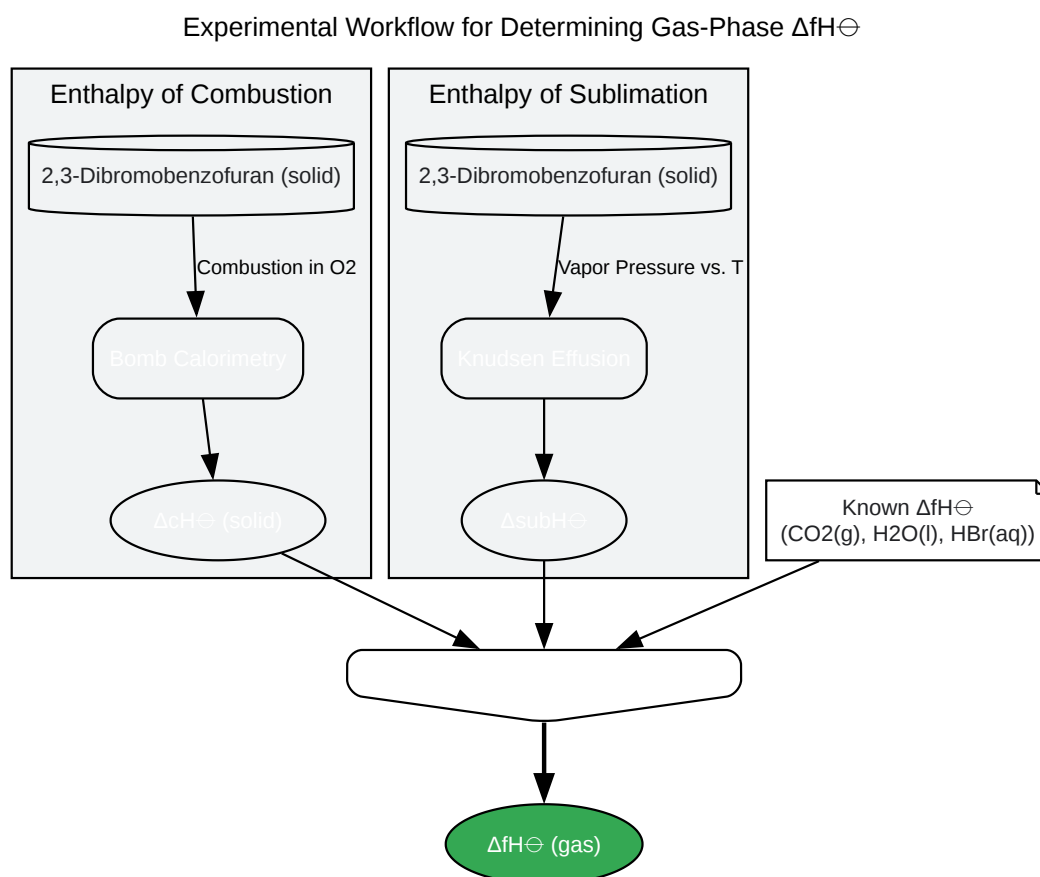 Experimental Workflow for Determining Gas-Phase ΔfH⦵
Enthalpy of Combustion
Enthalpy of Sublimation
2,3-Dibromobenzofuran (solid)
2,3-Dibromobenzofuran (solid)
Combustion in O2
Vapor Pressure vs. T
Bomb Calorimetry
Knudsen Effusion
ΔcH⦵ (solid)
ΔsubH⦵
Known ΔfH⦵
(CO2(g), H2O(l), HBr(aq))
ΔfH⦵ (gas)